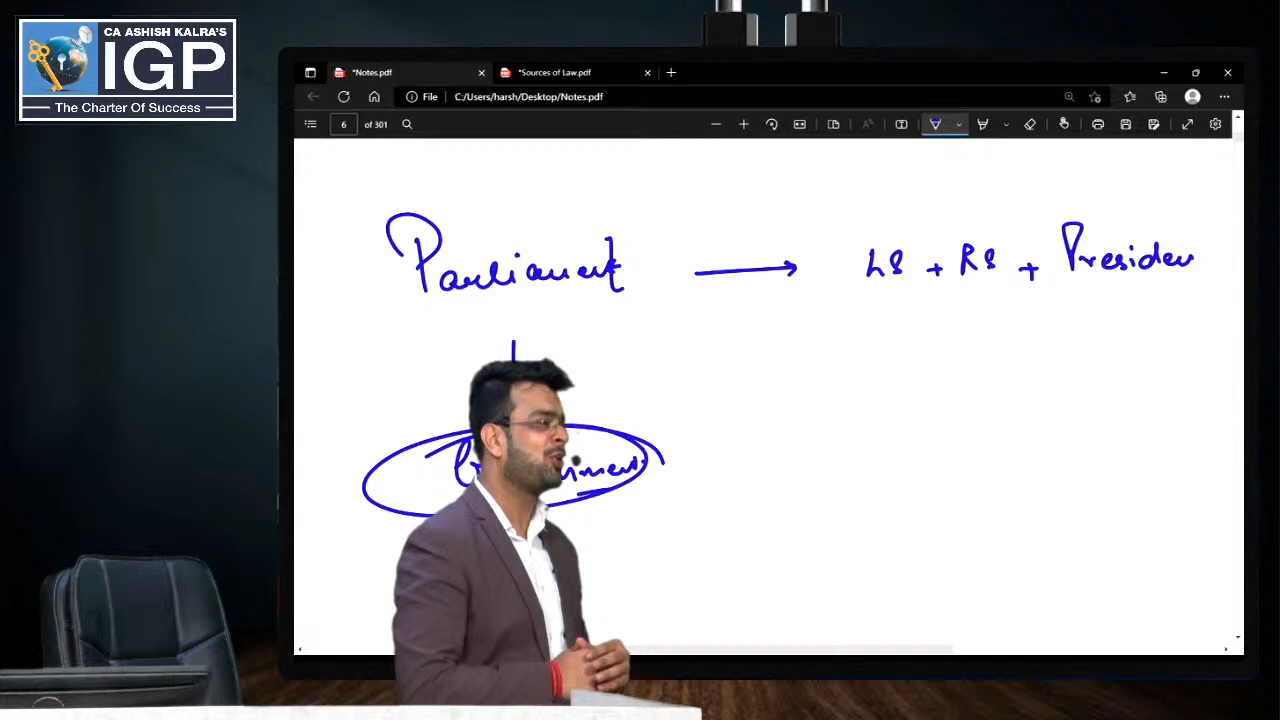 CA ASHISH KALRA'S
IGP
The Charter Of Success
*Notes.pdf
*Sources of Law.pdf
File
C:/Users/harsh/Desktop/Notes.pdf
6 of 301
Parliament → LS + RS + Presiden